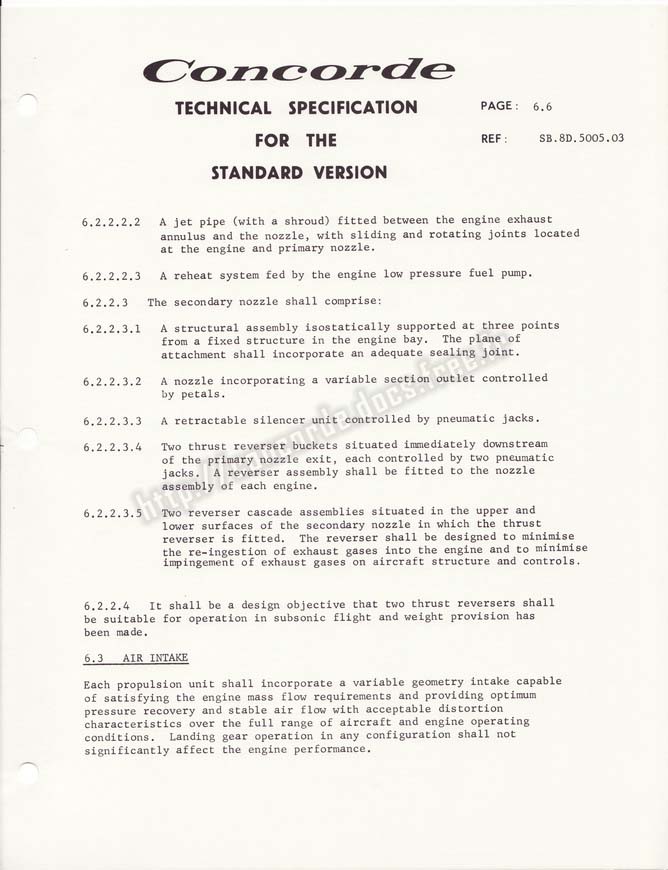 Concorde
TECHNICAL SPECIFICATION
PAGE: 6.6
FOR THE
REF: SB.8D.5005.03
STANDARD VERSION
6.2.2.2.2 A jet pipe (with a shroud) fitted between the engine exhaust
annulus and the nozzle, with sliding and rotating joints located
at the engine and primary nozzle.
6.2.2.2.3 A reheat system fed by the engine low pressure fuel pump.
6.2.2.3 The secondary nozzle shall comprise:
6.2.2.3.1 A structural assembly isostatically supported at three points
from a fixed structure in the engine bay. The plane of
attachment shall incorporate an adequate sealing joint.
6.2.2.3.2 A nozzle incorporating a variable section outlet controlled
by petals.
6.2.2.3.3 A retractable silencer unit controlled by pneumatic jacks.
6.2.2.3.4 Two thrust reverser buckets situated immediately downstream
of the primary nozzle exit, each controlled by two pneumatic
jacks. A reverser assembly shall be fitted to the nozzle
assembly of each engine.
6.2.2.3.5 Two reverser cascade assemblies situated in the upper and
lower surfaces of the secondary nozzle in which the thrust
reverser is fitted. The reverser shall be designed to minimise
the re-ingestion of exhaust gases into the engine and to minimise
impingement of exhaust gases on aircraft structure and controls.
6.2.2.4 It shall be a design objective that two thrust reversers shall
be suitable for operation in subsonic flight and weight provision has
been made.
6.3 AIR INTAKE
Each propulsion unit shall incorporate a variable geometry intake capable
of satisfying the engine mass flow requirements and providing optimum
pressure recovery and stable air flow with acceptable distortion
characteristics over the full range of aircraft and engine operating
conditions. Landing gear operation in any configuration shall not
significantly affect the engine performance.
http://concorde.docs.free.fr